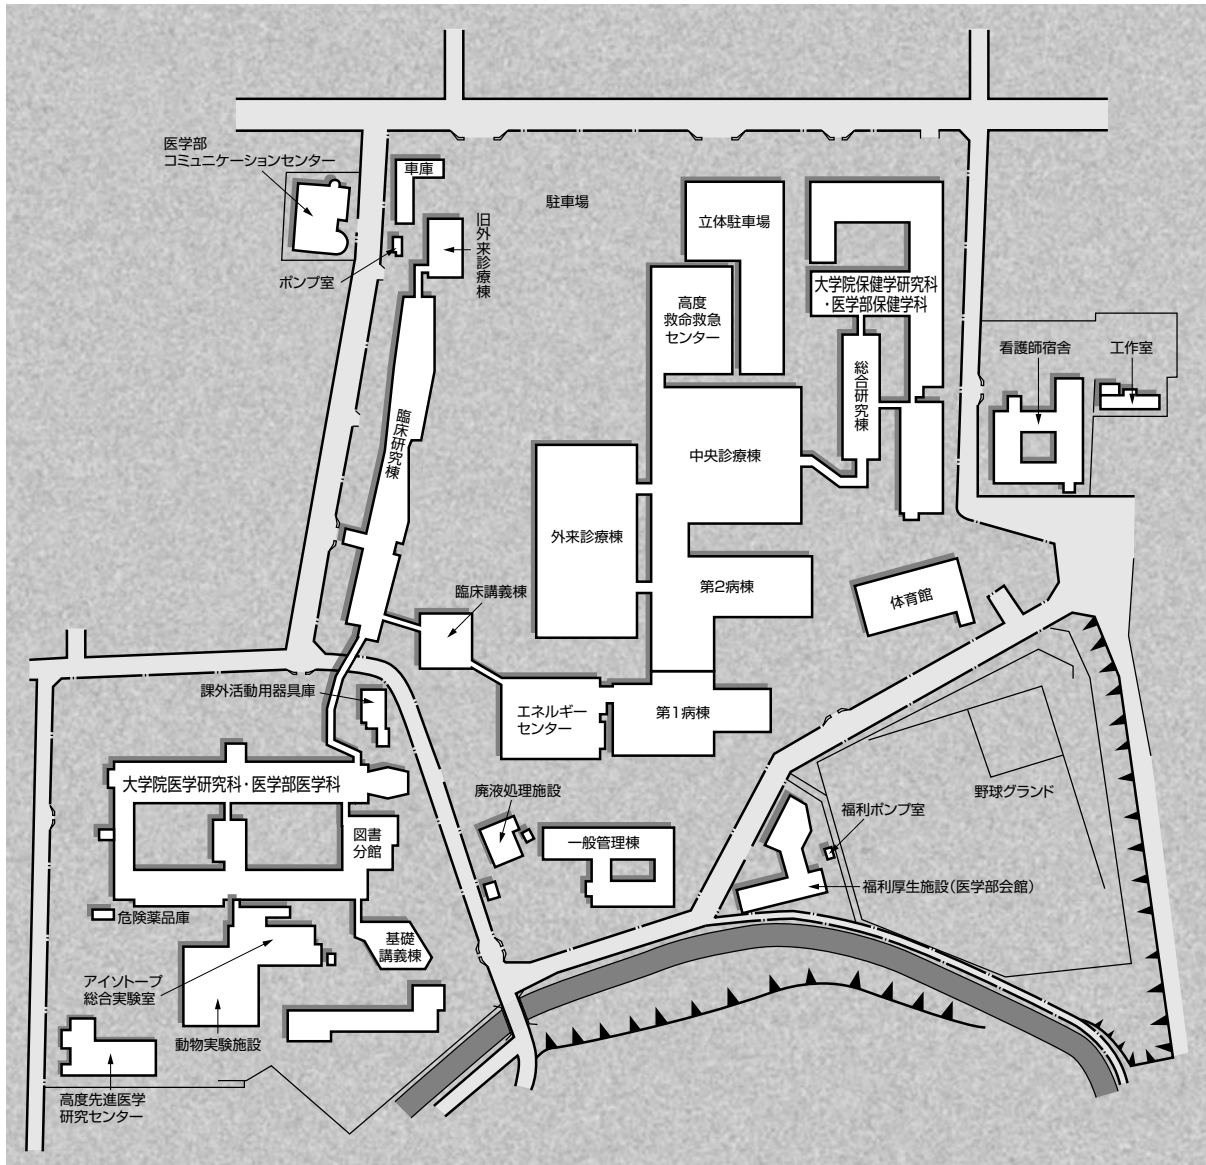 医学部
コミュニケーションセンター
車庫
旧外来診療棟
駐車場
立体駐車場
ポンプ室
大学院保健学研究科
・医学部保健学科
高度
救命救急
センター
看護師宿舎
工作室
総合研究棟
臨床研究棟
中央診療棟
外来診療棟
第2病棟
臨床講義棟
体育館
課外活動用器具庫
エネルギー
センター
第1病棟
大学院医学研究科・医学部医学科
廃液処理施設
野球グランド
福利ポンプ室
図書
分館
一般管理棟
福利厚生施設(医学部会館)
危険薬品庫
基礎
講義棟
アイソトープ
総合実験室
動物実験施設
高度先進医学
研究センター